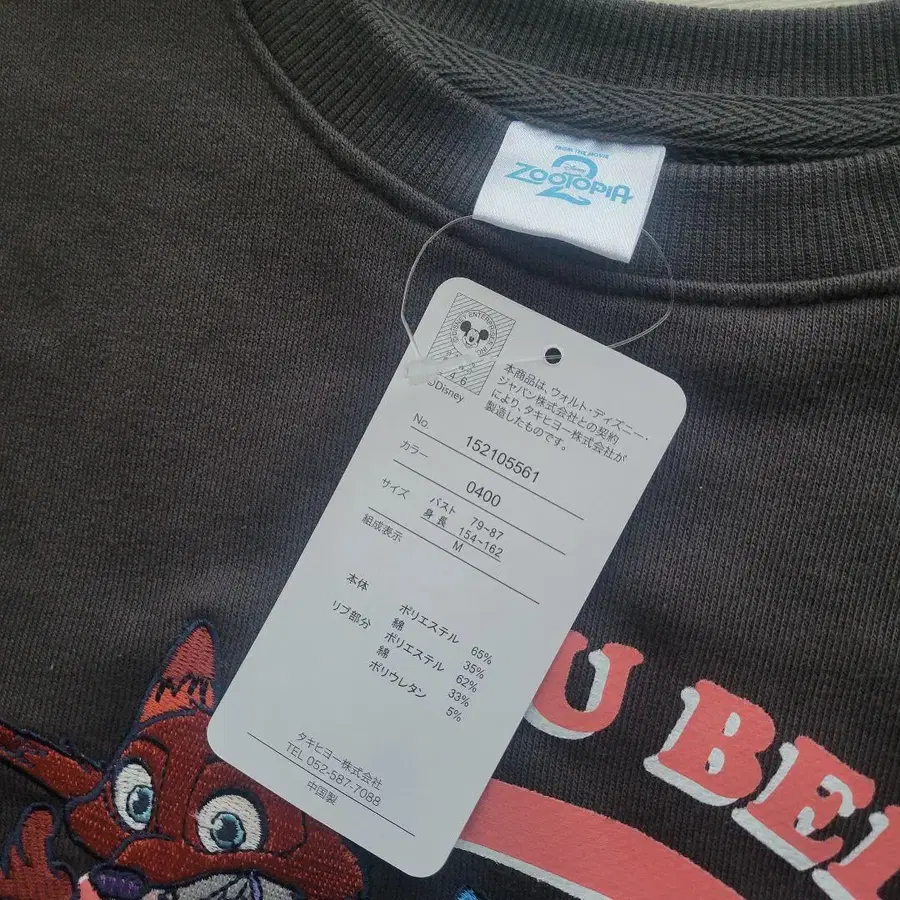 FROM THE MOVIE
Disney
ZOOTOPIA
2
DISNEY ENTERPRISES
©Disney
本商品は、ウォルト・ディズニー・
ジャパン株式会社との契約
により、タキヒヨー株式会社が
製造したものです。
No. 152105561
カラー 0400
サイズ バスト 79~87
身長 154~162
M
組成表示
本体 ポリエステル 65%
綿 35%
リブ部分 ポリエステル 62%
綿 33%
ポリウレタン 5%
タキヒヨー株式会社
TEL 052-587-7088
中国製
U BE